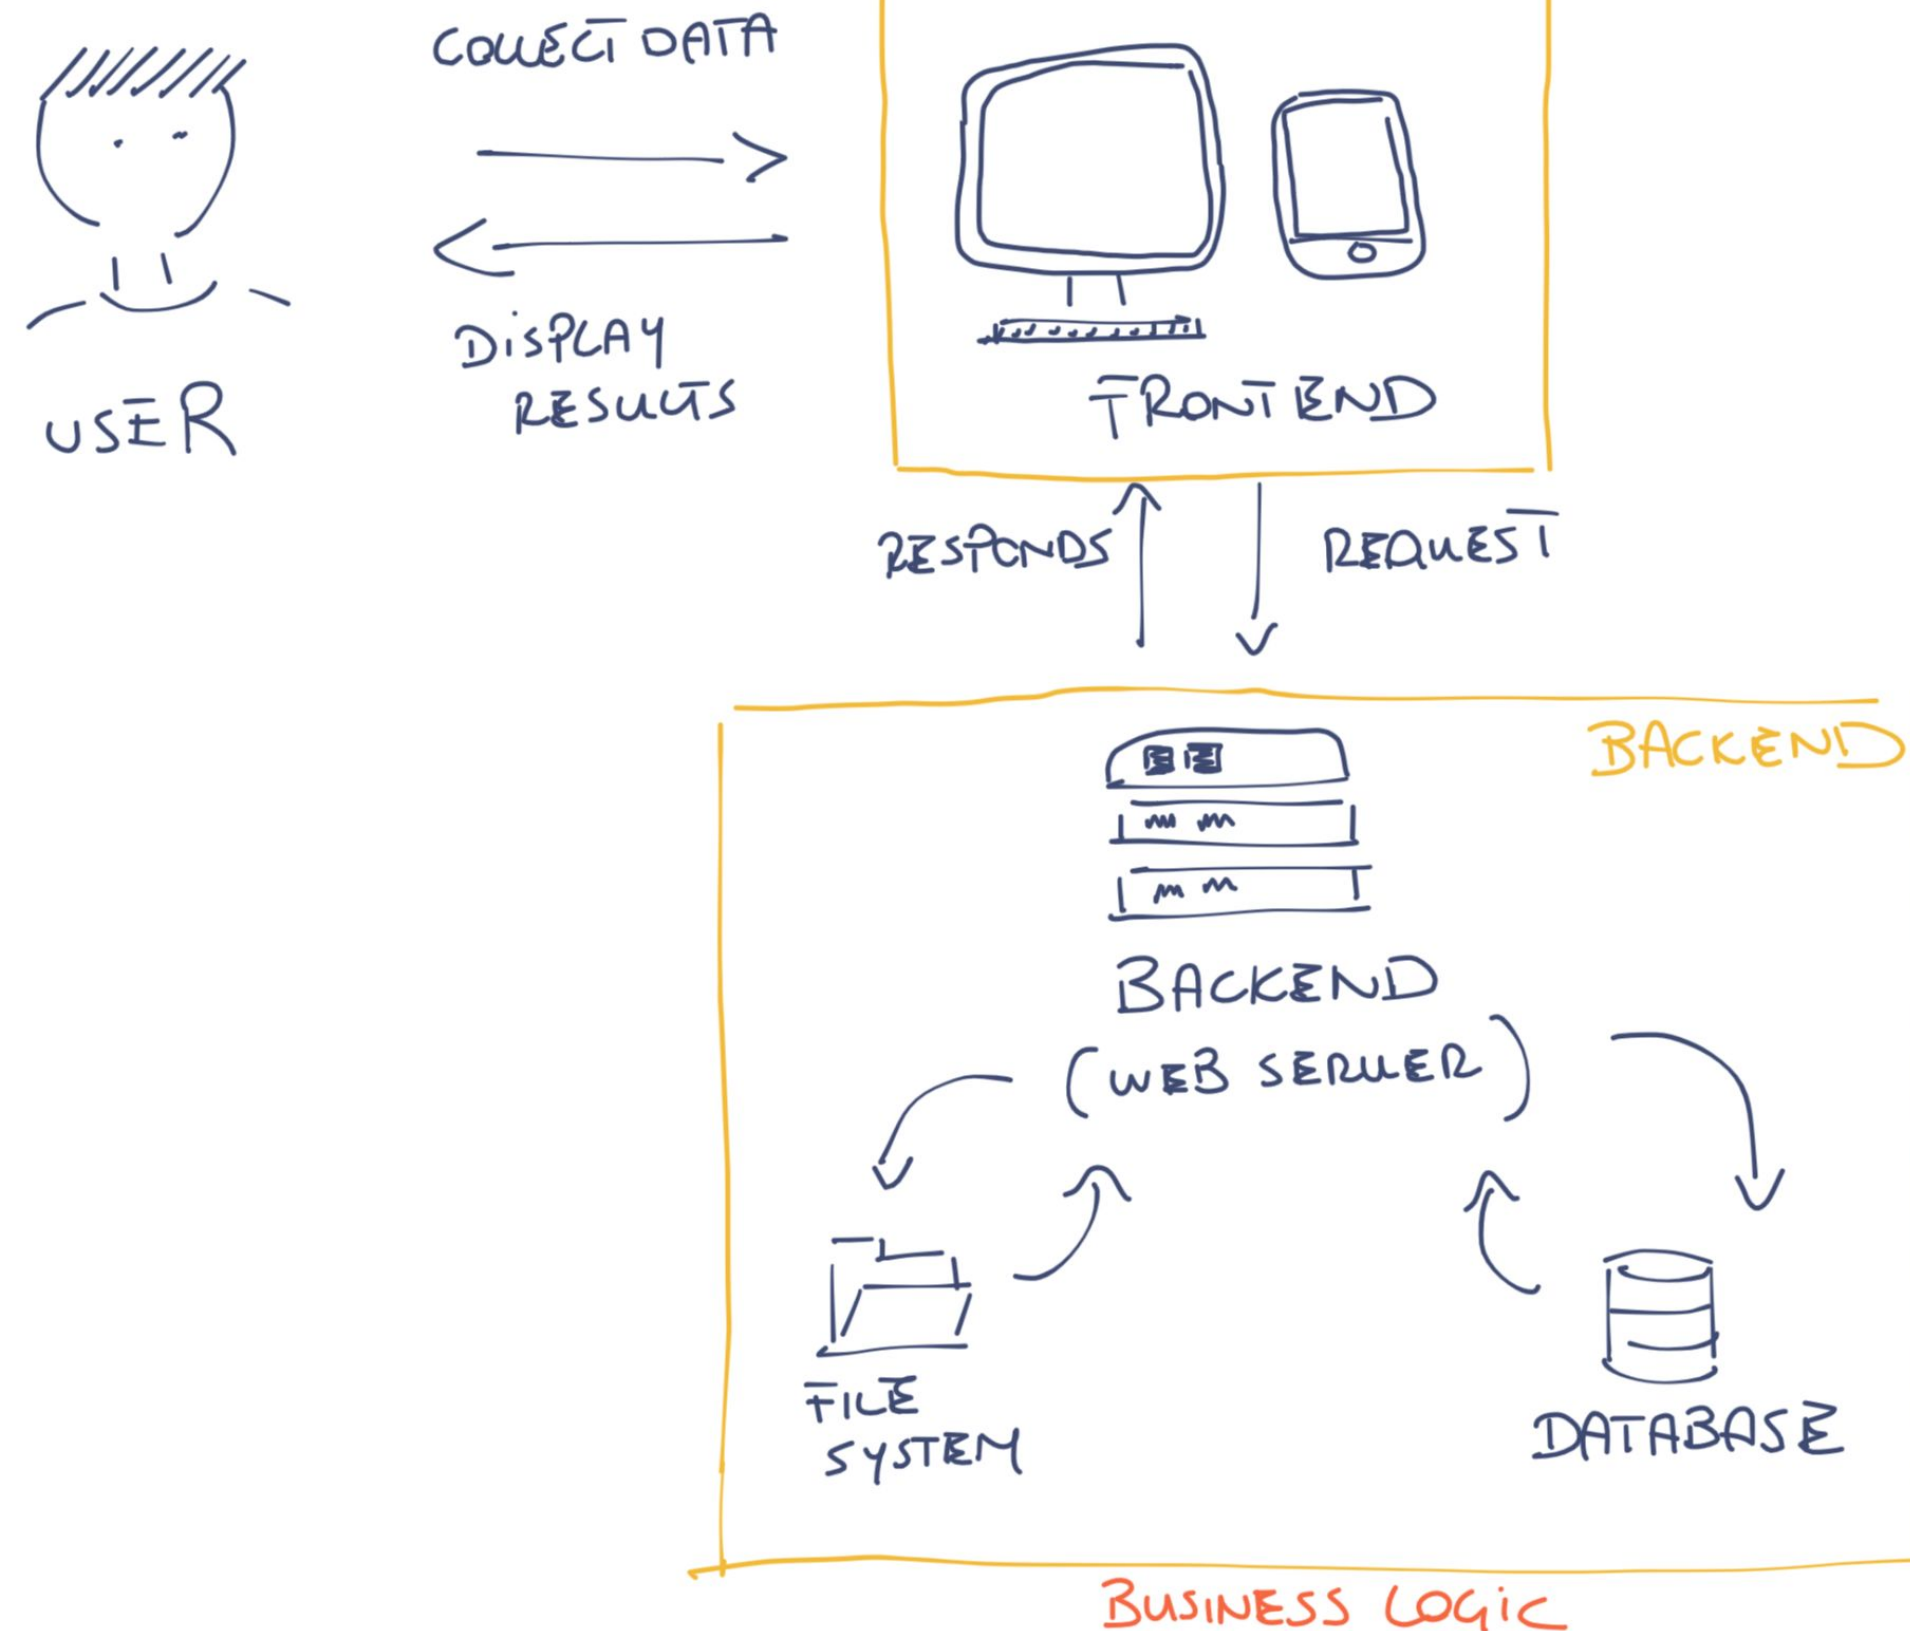 COLLECT DATA
DISPLAY
RESULTS
USER
FRONTEND
RESPONDS
REQUEST
BACKEND
BACKEND
(WEB SERVER)
FILE
SYSTEM
DATABASE
BUSINESS LOGIC